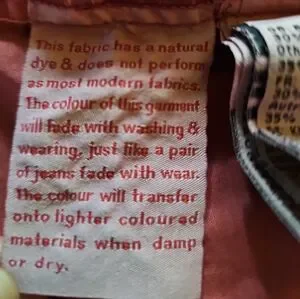 This fabric has a natural
dye & does not perform
as most modern fabrics.
The colour of this garment
will fade with washing &
wearing, just like a pair
of jeans fade with wear.
The colour will transfer
onto lighter coloured
materials when damp
or dry.
35%